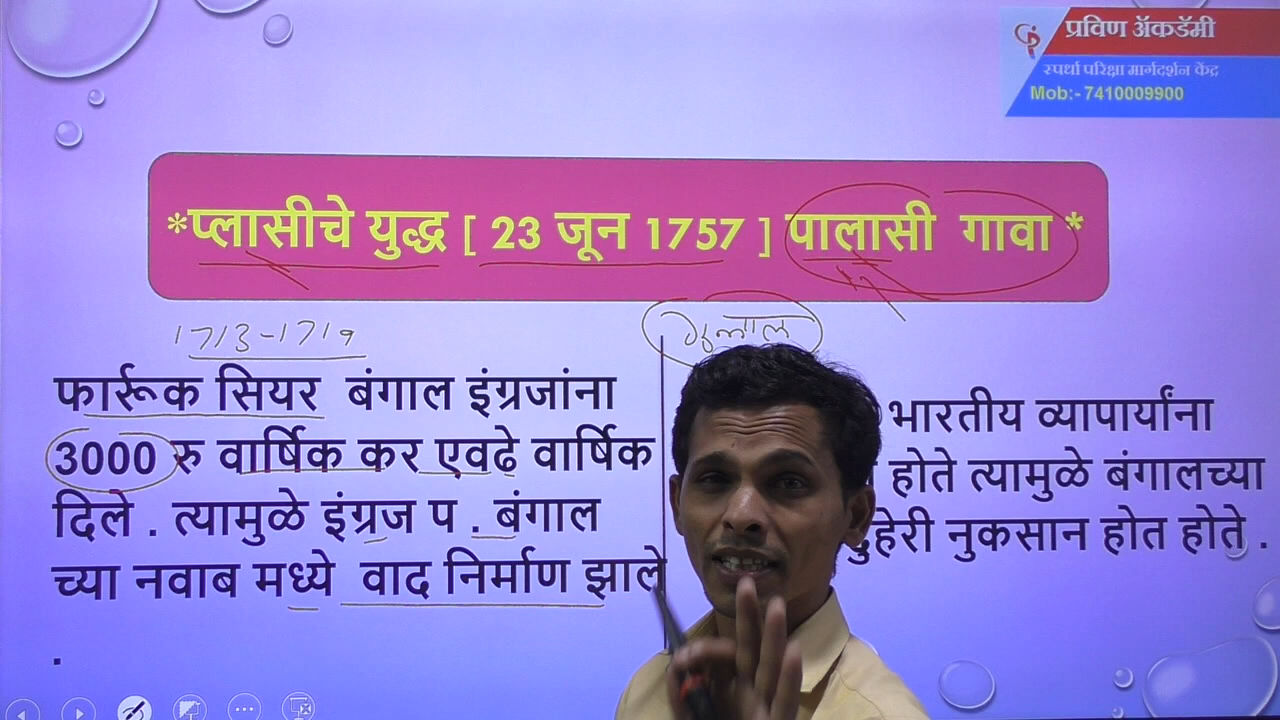 प्रविण ॲकडॅमी
स्पर्धा परिक्षा मार्गदर्शन केंद्र
Mob:- 7410009900
*प्लासीचे युद्ध [ 23 जून 1757 ] पालासी गावा *
1713-1719
फार्रूक सियर बंगाल इंग्रजांना
3000 रु वार्षिक कर एवढे वार्षिक
दिले . त्यामुळे इंग्रज प . बंगाल
च्या नवाब मध्ये वाद निर्माण झाले
.
भारतीय व्यापार्यांना
होते त्यामुळे बंगालच्या
दुहेरी नुकसान होत होते .